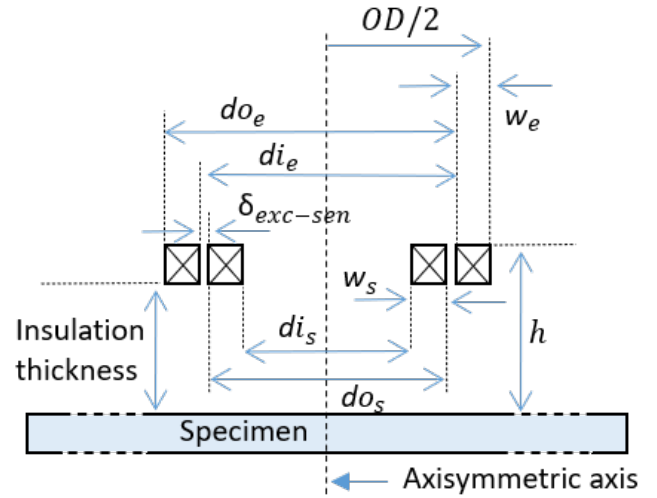 OD/2
do_e
w_e
di_e
δ_exc−sen
w_s
Insulation
thickness
di_s
h
do_s
Specimen
Axisymmetric axis